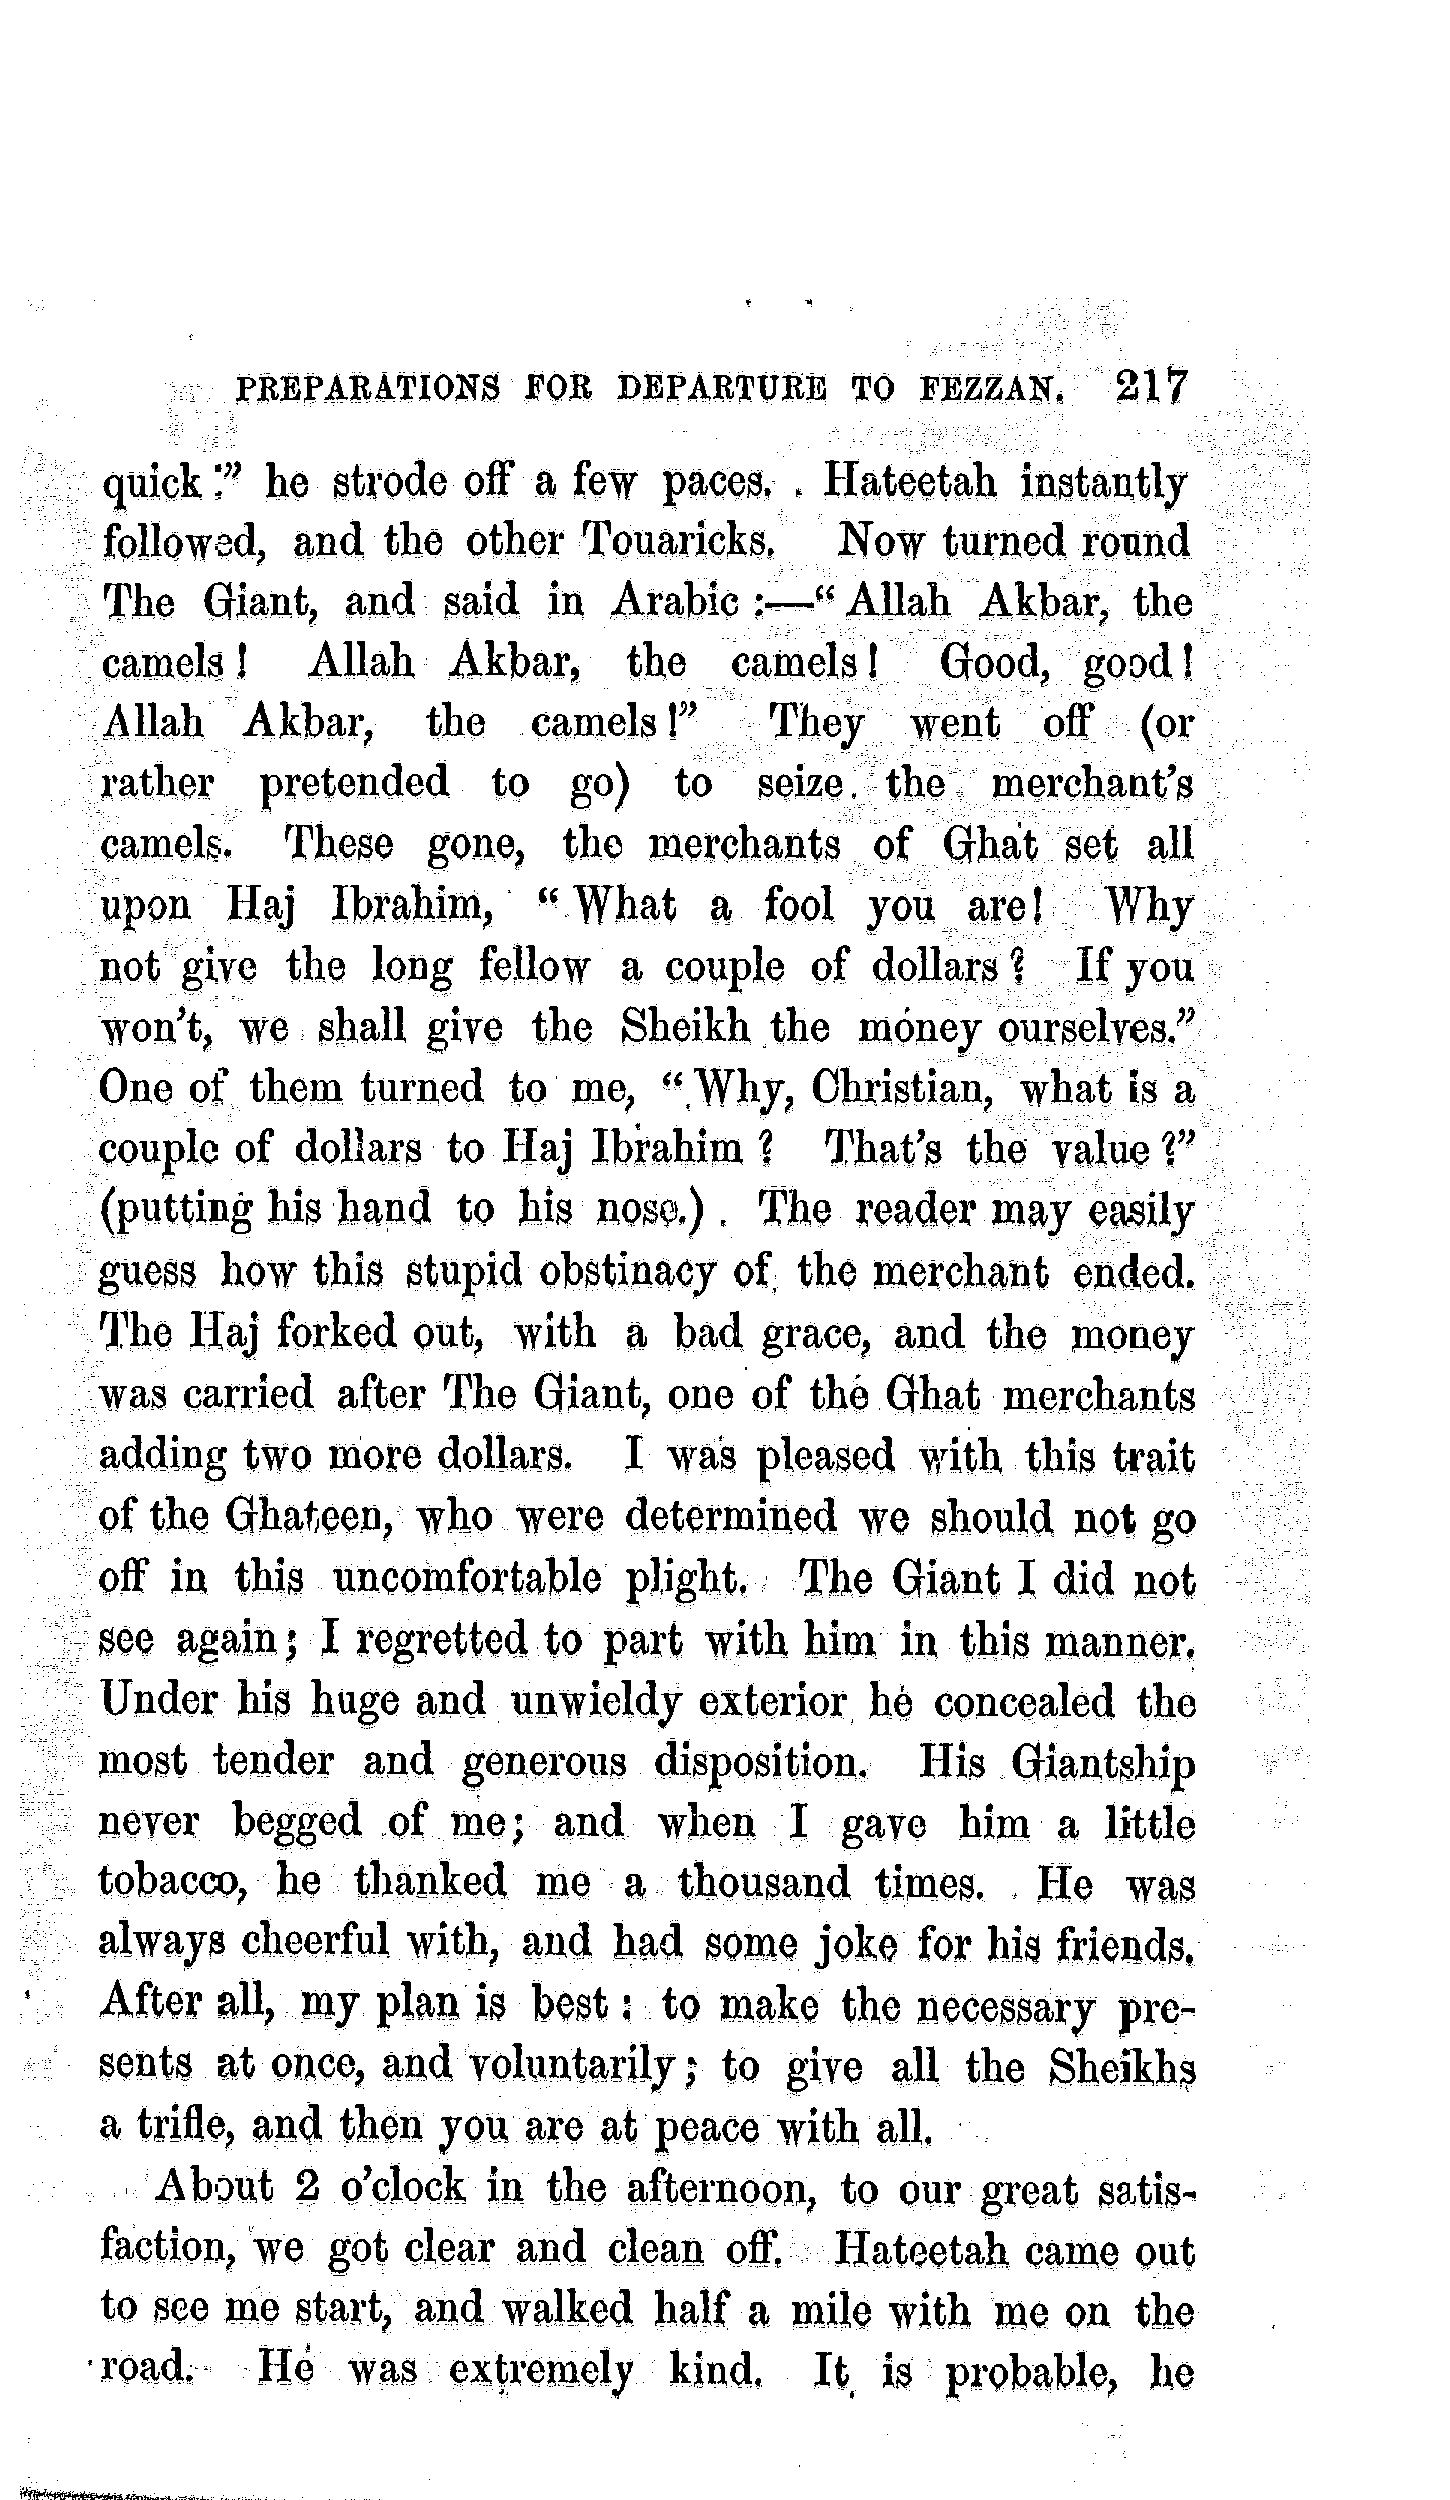 PREPARATIONS FOR DEPARTURE TO FEZZAN. 217
quick:” he strode off a few paces. Hateetah instantly
followed, and the other Touaricks. Now turned round
The Giant, and said in Arabic :—“ Allah Akbar, the
camels! Allah Akbar, the camels! Good, good!
Allah Akbar, the camels!” They went off (or
rather pretended to go) to seize the merchant’s
camels. These gone, the merchants of Ghat set all
upon Haj Ibrahim, “ What a fool you are! Why
not give the long fellow a couple of dollars? If you
won’t, we shall give the Sheikh the money ourselves.”
One of them turned to me, “ Why, Christian, what is a
couple of dollars to Haj Ibrahim? That’s the value?”
(putting his hand to his nose.) The reader may easily
guess how this stupid obstinacy of the merchant ended.
The Haj forked out, with a bad grace, and the money
was carried after The Giant, one of the Ghat merchants
adding two more dollars. I was pleased with this trait
of the Ghateen, who were determined we should not go
off in this uncomfortable plight. The Giant I did not
see again; I regretted to part with him in this manner.
Under his huge and unwieldy exterior he concealed the
most tender and generous disposition. His Giantship
never begged of me; and when I gave him a little
tobacco, he thanked me a thousand times. He was
always cheerful with, and had some joke for his friends.
After all, my plan is best: to make the necessary pre-
sents at once, and voluntarily; to give all the Sheikhs
a trifle, and then you are at peace with all.
About 2 o’clock in the afternoon, to our great satis-
faction, we got clear and clean off. Hateetah came out
to see me start, and walked half a mile with me on the
road. He was extremely kind. It is probable, he